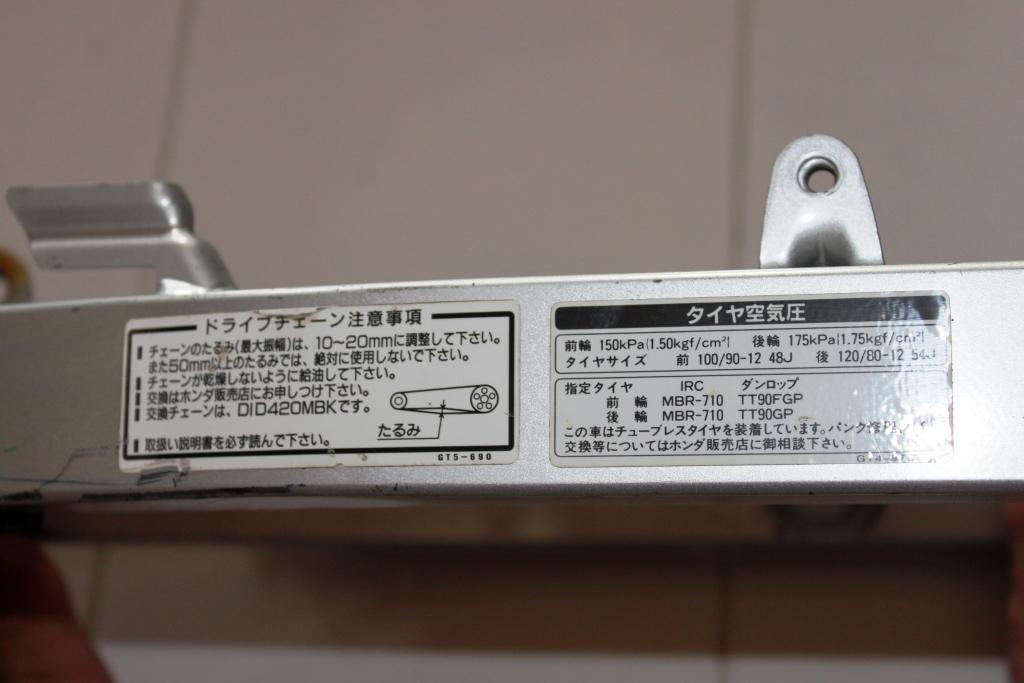 ドライブチェーン注意事項
チェーンのたるみ(最大振幅)は、10~20mmに調整して下さい。
また50mm以上のたるみでは、絶対に使用しないで下さい。
チェーンが乾燥しないように給油して下さい。
交換はホンダ販売店にお申しつけ下さい。
交換チェーンは、DID420MBKです。
たるみ
取扱い説明書を必ず読んで下さい。
GT5-690
タイヤ空気圧
前輪 150kPa{1.50kgf/cm²} 後輪 175kPa{1.75kgf/cm²}
タイヤサイズ 前 100/90-12 48J 後 120/80-12 54J
指定タイヤ IRC ダンロップ
前輪 MBR-710 TT90FGP
後輪 MBR-710 TT90GP
この車はチューブレスタイヤを装着しています。パンク修理、
交換等についてはホンダ販売店に御相談下さい。